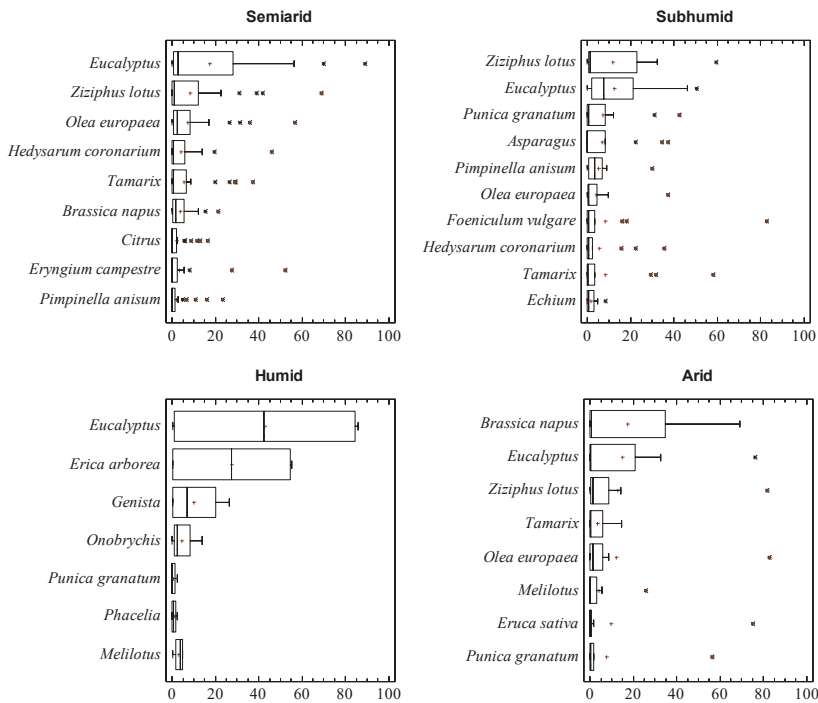 Semiarid
Eucalyptus
Ziziphus lotus
Olea europaea
Hedysarum coronarium
Tamarix
Brassica napus
Citrus
Eryngium campestre
Pimpinella anisum
0 20 40 60 80 100
Subhumid
Ziziphus lotus
Eucalyptus
Punica granatum
Asparagus
Pimpinella anisum
Olea europaea
Foeniculum vulgare
Hedysarum coronarium
Tamarix
Echium
0 20 40 60 80 100
Humid
Eucalyptus
Erica arborea
Genista
Onobrychis
Punica granatum
Phacelia
Melilotus
0 20 40 60 80 100
Arid
Brassica napus
Eucalyptus
Ziziphus lotus
Tamarix
Olea europaea
Melilotus
Eruca sativa
Punica granatum
0 20 40 60 80 100